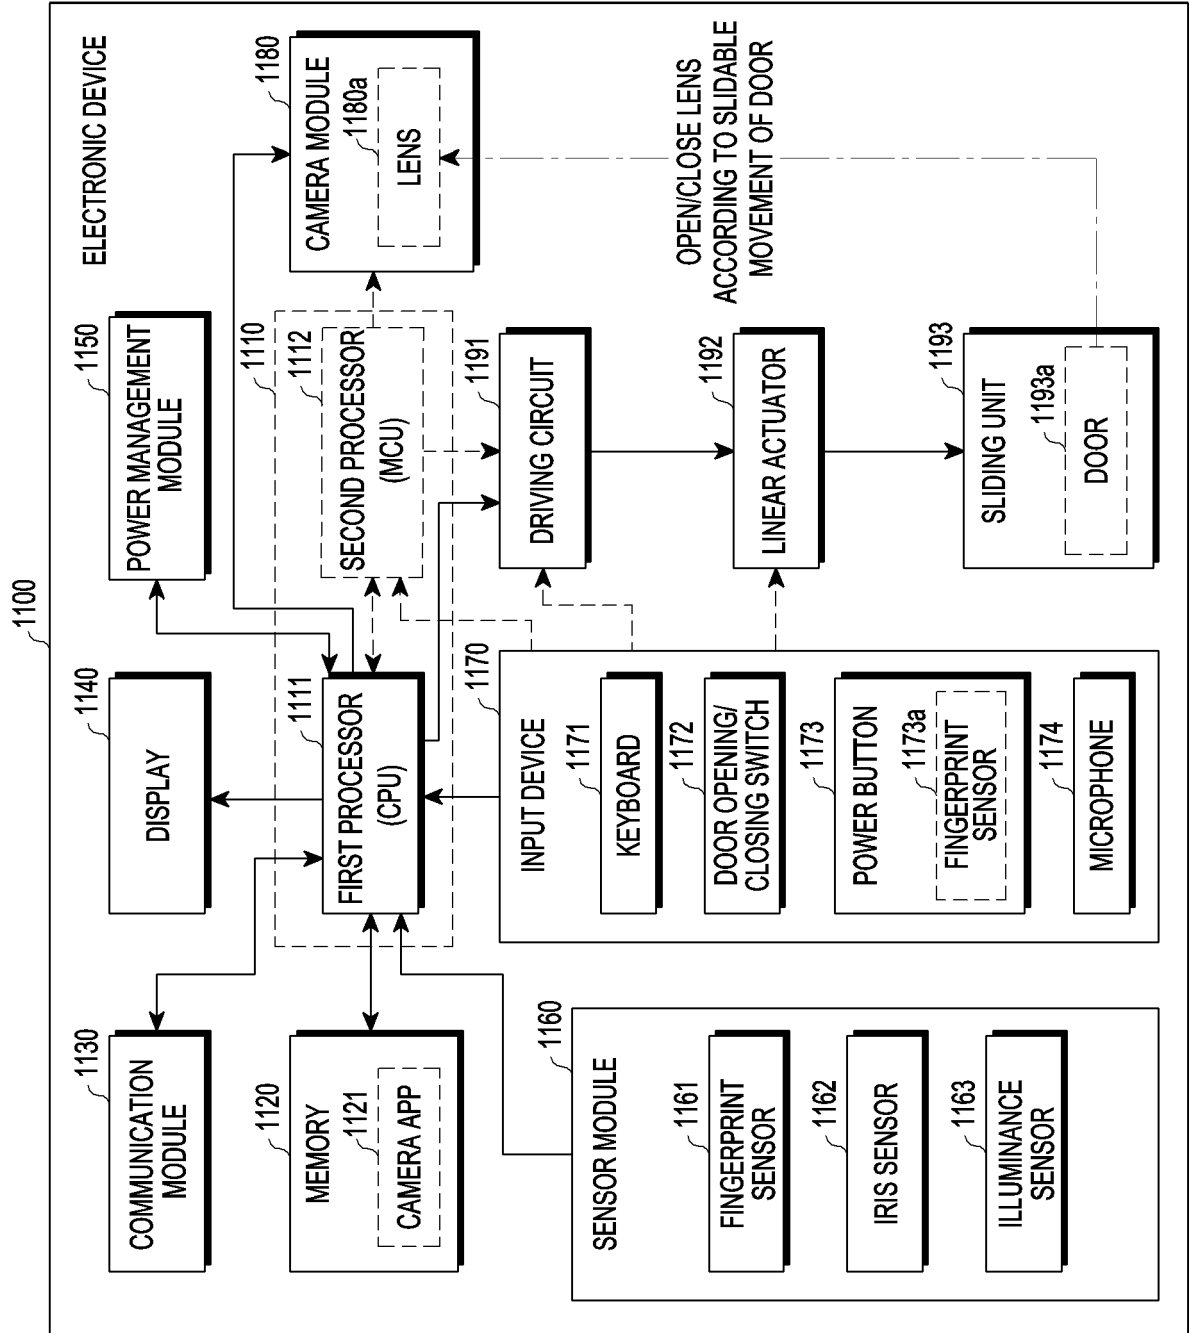 1100
ELECTRONIC DEVICE
1130
COMMUNICATION
MODULE
1140
DISPLAY
1150
POWER MANAGEMENT
MODULE
1120
MEMORY
1121
CAMERA APP
1110
1111
FIRST PROCESSOR
(CPU)
1112
SECOND PROCESSOR
(MCU)
1180
CAMERA MODULE
1180a
LENS
1160
SENSOR MODULE
1161
FINGERPRINT
SENSOR
1162
IRIS SENSOR
1163
ILLUMINANCE
SENSOR
1170
INPUT DEVICE
1171
KEYBOARD
1172
DOOR OPENING/
CLOSING SWITCH
1173
POWER BUTTON
1173a
FINGERPRINT
SENSOR
1174
MICROPHONE
1191
DRIVING CIRCUIT
1192
LINEAR ACTUATOR
1193
SLIDING UNIT
1193a
DOOR
OPEN/CLOSE LENS
ACCORDING TO SLIDABLE
MOVEMENT OF DOOR